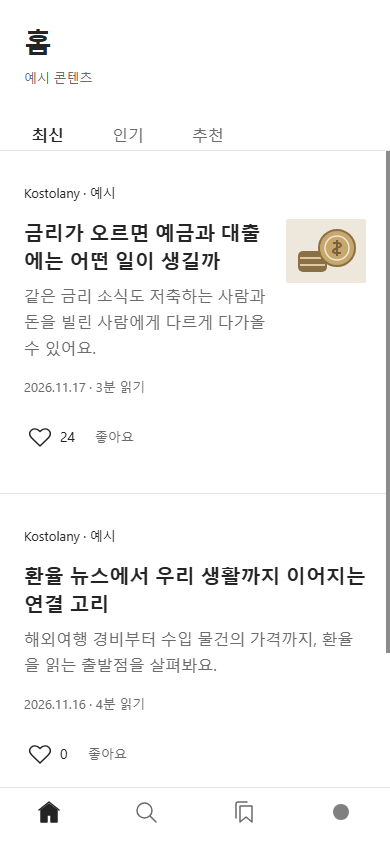 홈
예시 콘텐츠
최신 인기 추천
Kostolany · 예시
금리가 오르면 예금과 대출
에는 어떤 일이 생길까
같은 금리 소식도 저축하는 사람과
돈을 빌린 사람에게 다르게 다가올
수 있어요.
2026.11.17 · 3분 읽기
24 좋아요
Kostolany · 예시
환율 뉴스에서 우리 생활까지 이어지는
연결 고리
해외여행 경비부터 수입 물건의 가격까지, 환율
을 읽는 출발점을 살펴봐요.
2026.11.16 · 4분 읽기
0 좋아요